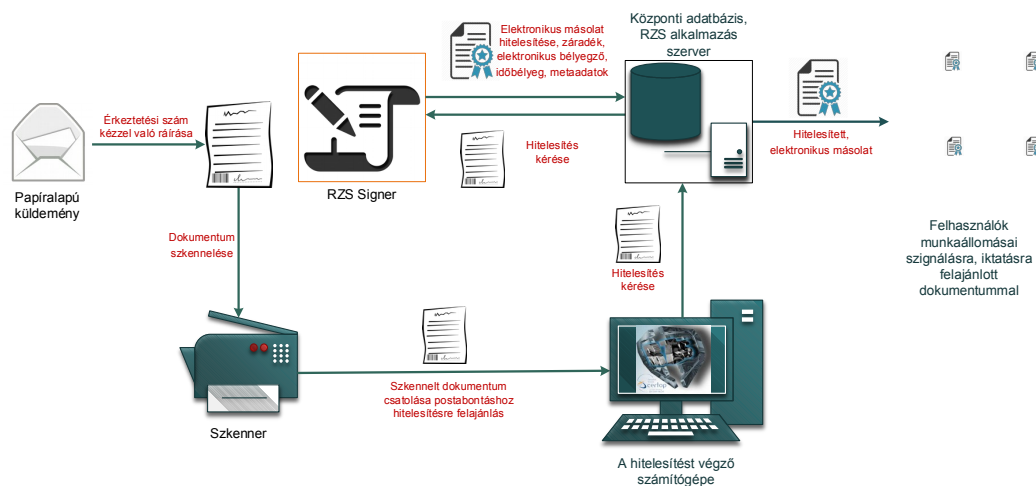 Elektronikus másolat
hitelesítése, záradék,
elektronikus bélyegző,
időbélyeg, metaadatok
Központi adatbázis,
RZS alkalmazás
szerver
Érkeztetési szám
kézzel való ráírása
Papíralapú
küldemény
RZS Signer
Hitelesítés
kérése
Hitelesített,
elektronikus másolat
Dokumentum
szkennelése
Hitelesítés
kérése
Felhasználók
munkaállomásai
szignálásra, iktatásra
felajánlott
dokumentummal
Szkennelt dokumentum
csatolása postabontáshoz
hitelesítésre felajánlás
Szkenner
A hitelesítést végző
számítógépe